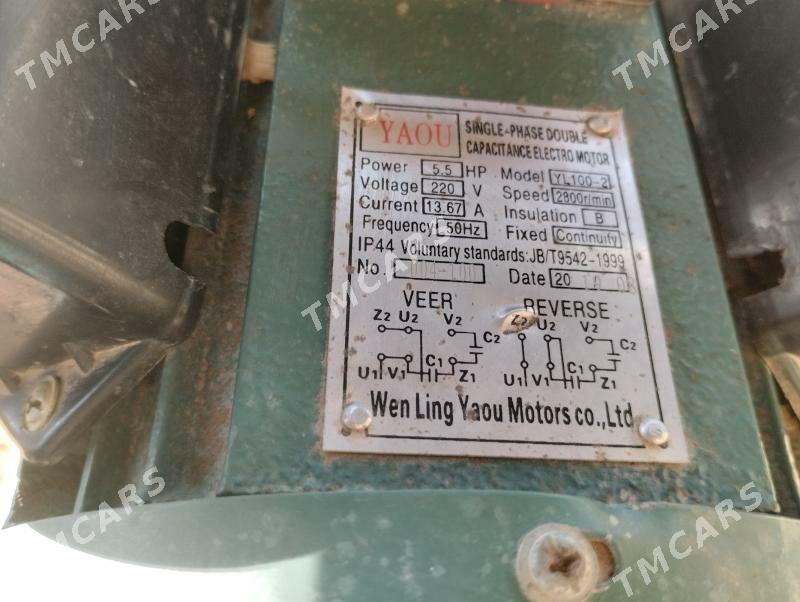 TMCARS
TMCARS
TMCARS
YAOU
SINGLE-PHASE DOUBLE
CAPACITANCE ELECTRO MOTOR
Power 5.5 HP Model YL100-2
Voltage 220 V Speed 2800r/min
Current 13.67 A Insulation B
Frequency 50Hz Fixed Continuity
IP44 Voluntary standards:JB/T9542-1999
No. Date 20
TMCARS
VEER REVERSE
Z2 U2 V2 Z2 U2 V2
C2 C2
C1 C1
U1 V1 Z1 U1 V1 Z1
Wen Ling Yaou Motors co.,Ltd
TMCARS
TMCARS
TMCARS